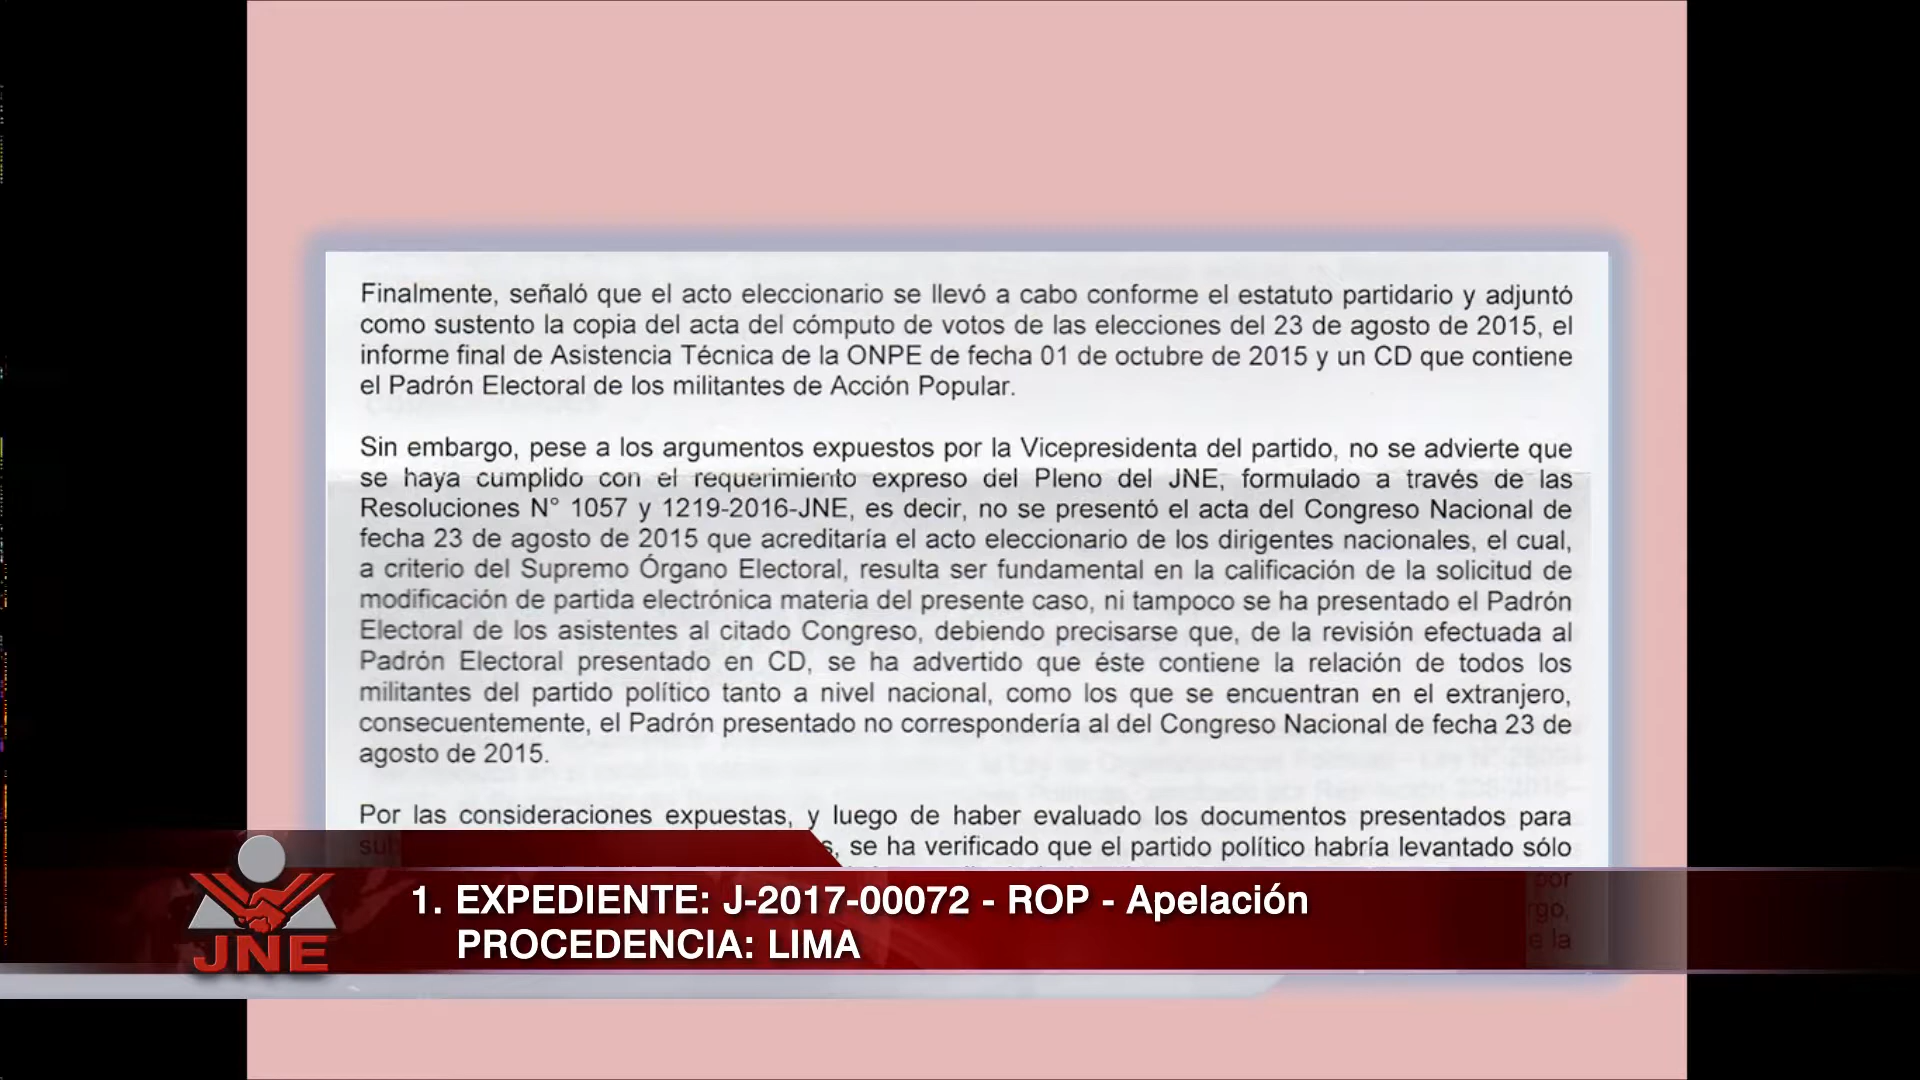 Finalmente, señaló que el acto eleccionario se llevó a cabo conforme el estatuto partidario y adjuntó
como sustento la copia del acta del cómputo de votos de las elecciones del 23 de agosto de 2015, el
informe final de Asistencia Técnica de la ONPE de fecha 01 de octubre de 2015 y un CD que contiene
el Padrón Electoral de los militantes de Acción Popular.
Sin embargo, pese a los argumentos expuestos por la Vicepresidenta del partido, no se advierte que
se haya cumplido con el requerimiento expreso del Pleno del JNE, formulado a través de las
Resoluciones N° 1057 y 1219-2016-JNE, es decir, no se presentó el acta del Congreso Nacional de
fecha 23 de agosto de 2015 que acreditaría el acto eleccionario de los dirigentes nacionales, el cual,
a criterio del Supremo Órgano Electoral, resulta ser fundamental en la calificación de la solicitud de
modificación de partida electrónica materia del presente caso, ni tampoco se ha presentado el Padrón
Electoral de los asistentes al citado Congreso, debiendo precisarse que, de la revisión efectuada al
Padrón Electoral presentado en CD, se ha advertido que éste contiene la relación de todos los
militantes del partido político tanto a nivel nacional, como los que se encuentran en el extranjero,
consecuentemente, el Padrón presentado no correspondería al del Congreso Nacional de fecha 23 de
agosto de 2015.
Por las consideraciones expuestas, y luego de haber evaluado los documentos presentados para
se ha verificado que el partido político habría levantado sólo
por
la
1. EXPEDIENTE: J-2017-00072 - ROP - Apelación
PROCEDENCIA: LIMA
JNE